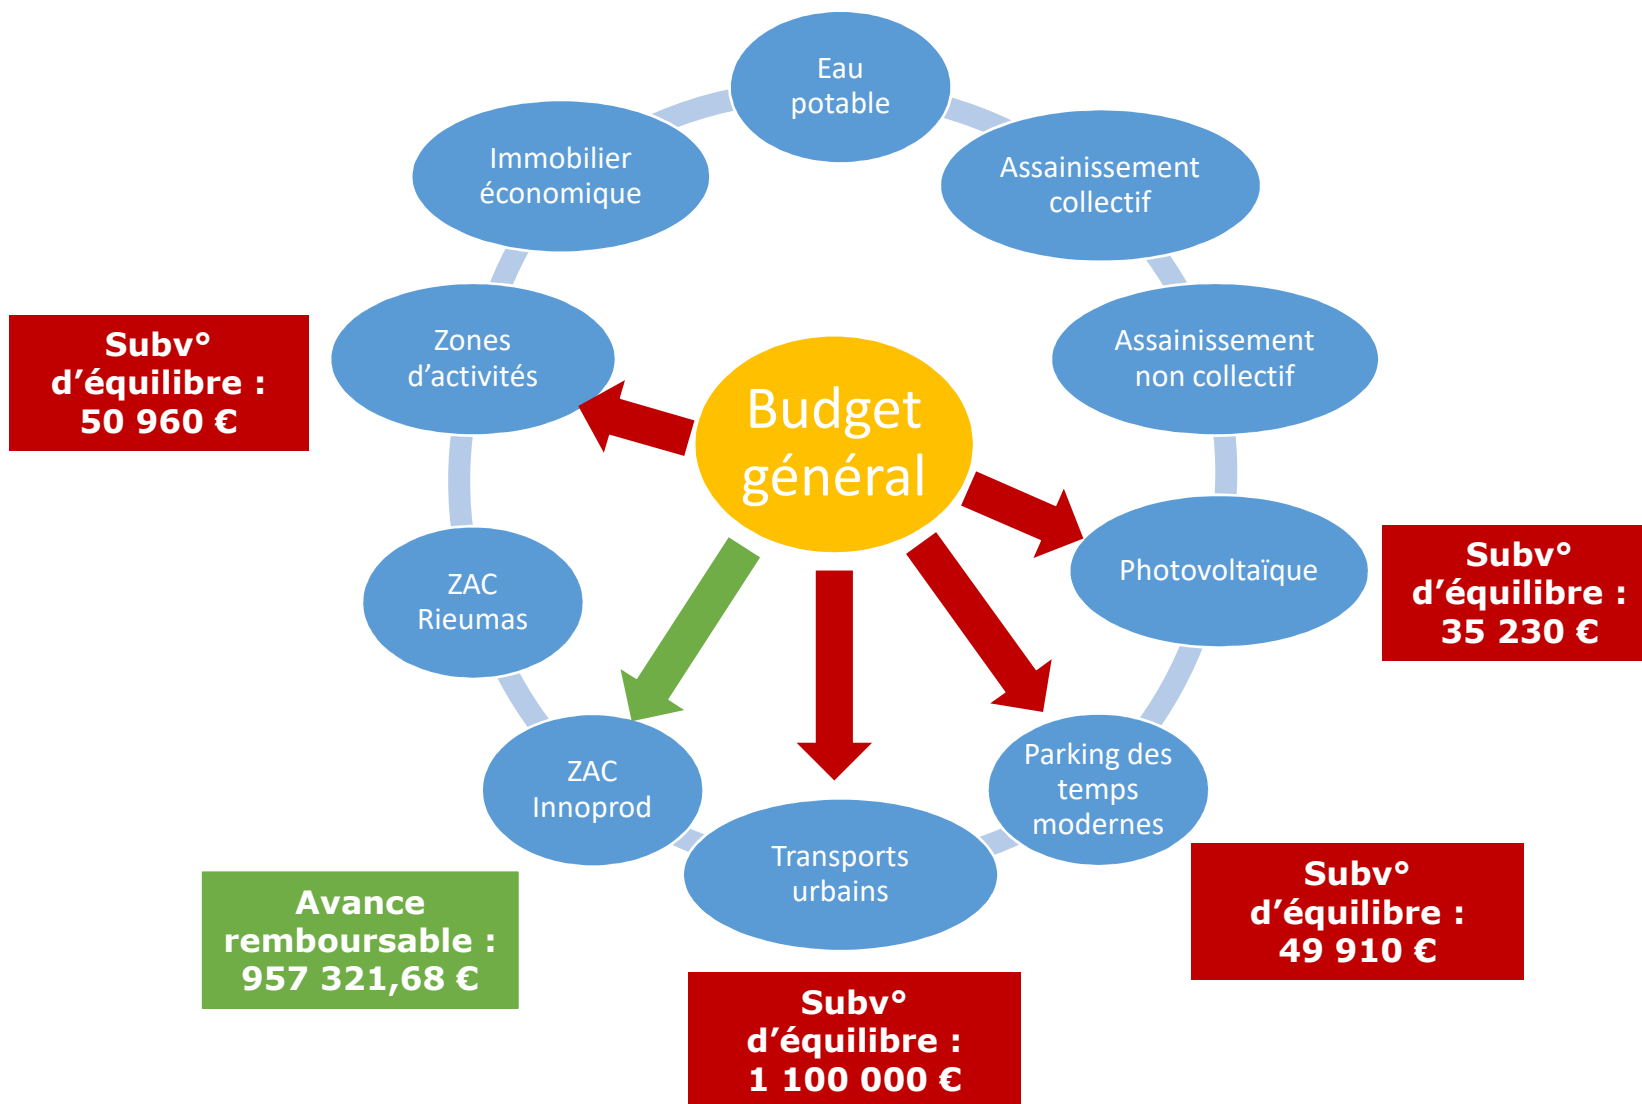 Eau
potable
Immobilier
économique
Assainissement
collectif
Zones
d’activités
Assainissement
non collectif
Subv°
d’équilibre :
50 960 €
Budget
général
ZAC
Rieumas
Photovoltaïque
Subv°
d’équilibre :
35 230 €
ZAC
Innoprod
Parking des
temps
modernes
Transports
urbains
Avance
remboursable :
957 321,68 €
Subv°
d’équilibre :
49 910 €
Subv°
d’équilibre :
1 100 000 €